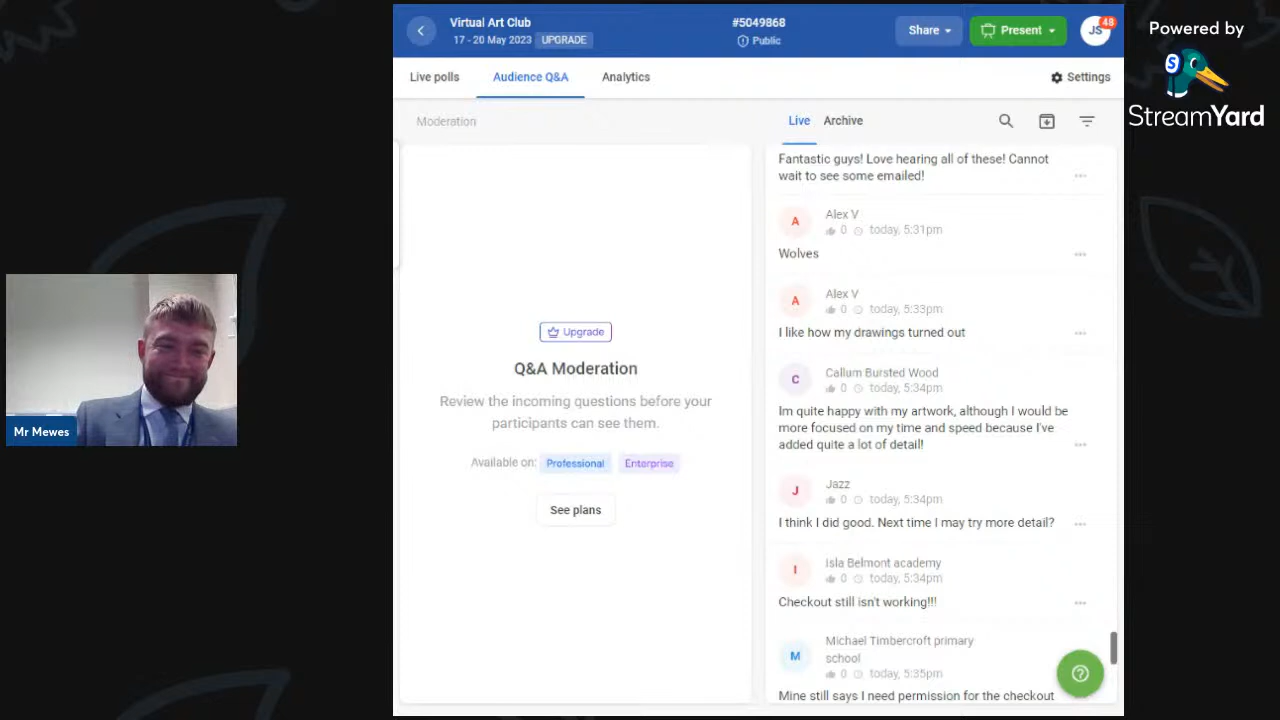 Virtual Art Club
17 - 20 May 2023 UPGRADE
#5049868
Public
Share
Present
JS
48
Powered by
StreamYard
Live polls
Audience Q&A
Analytics
Settings
Moderation
Live
Archive
Fantastic guys! Love hearing all of these! Cannot
wait to see some emailed!
A
Alex V
0 today, 5:31pm
Wolves
A
Alex V
0 today, 5:33pm
I like how my drawings turned out
C
Callum Bursted Wood
0 today, 5:34pm
Im quite happy with my artwork, although I would be
more focused on my time and speed because I've
added quite a lot of detail!
J
Jazz
0 today, 5:34pm
I think I did good. Next time I may try more detail?
I
Isla Belmont academy
0 today, 5:34pm
Checkout still isn't working!!!
M
Michael Timbercroft primary
school
0 today, 5:35pm
Mine still says I need permission for the checkout
Upgrade
Q&A Moderation
Review the incoming questions before your
participants can see them.
Available on: Professional Enterprise
See plans
Mr Mewes